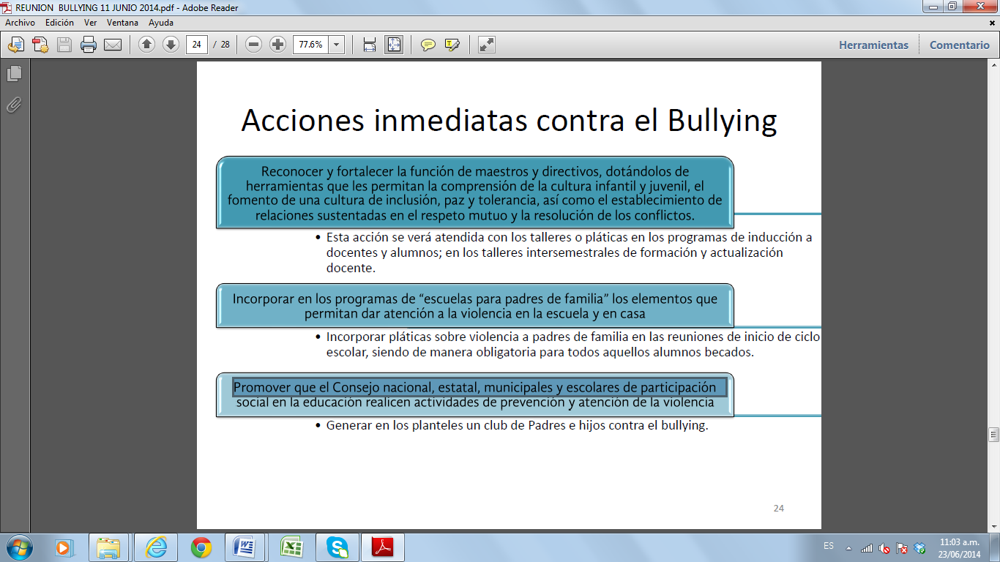 REUNION BULLYING 11 JUNIO 2014.pdf - Adobe Reader
Archivo Edición Ver Ventana Ayuda
24 / 28 77.6% Herramientas Comentario
Acciones inmediatas contra el Bullying
Reconocer y fortalecer la función de maestros y directivos, dotándolos de
herramientas que les permitan la comprensión de la cultura infantil y juvenil, el
fomento de una cultura de inclusión, paz y tolerancia, así como el establecimiento de
relaciones sustentadas en el respeto mutuo y la resolución de los conflictos.
• Esta acción se verá atendida con los talleres o pláticas en los programas de inducción a
docentes y alumnos; en los talleres intersemestrales de formación y actualización
docente.
Incorporar en los programas de “escuelas para padres de familia” los elementos que
permitan dar atención a la violencia en la escuela y en casa
• Incorporar pláticas sobre violencia a padres de familia en las reuniones de inicio de ciclo
escolar, siendo de manera obligatoria para todos aquellos alumnos becados.
Promover que el Consejo nacional, estatal, municipales y escolares de participación
social en la educación realicen actividades de prevención y atención de la violencia
• Generar en los planteles un club de Padres e hijos contra el bullying.
24
ES
11:03 a.m.
23/06/2014